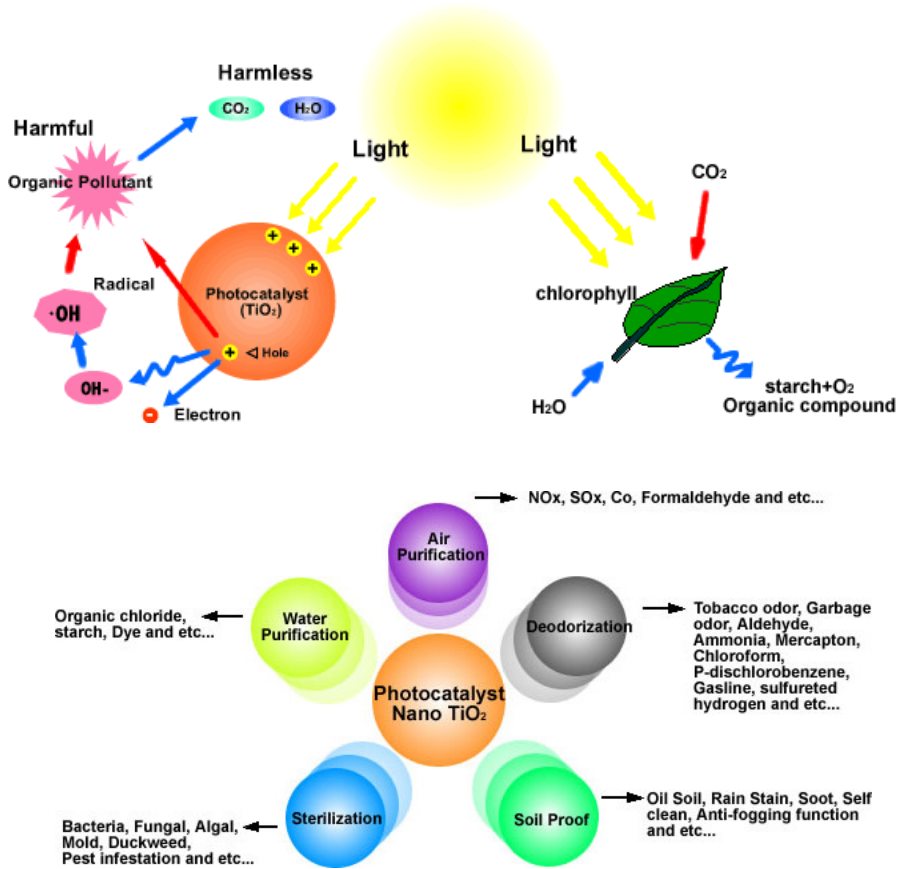 Harmless
CO₂
H₂O
Harmful
Organic Pollutant
Light
Light
CO₂
Radical
·OH
Photocatalyst
(TiO₂)
chlorophyll
+
+
+
+
Hole
OH-
-
Electron
H₂O
starch+O₂
Organic compound
NOx, SOx, Co, Formaldehyde and etc...
Air
Purification
Organic chloride,
starch, Dye and etc...
Water
Purification
Deodorization
Tobacco odor, Garbage
odor, Aldehyde,
Ammonia, Mercapton,
Chloroform,
P-dischlorobenzene,
Gasline, sulfureted
hydrogen and etc...
Photocatalyst
Nano TiO₂
Sterilization
Bacteria, Fungal, Algal,
Mold, Duckweed,
Pest infestation and etc...
Soil Proof
Oil Soil, Rain Stain, Soot, Self
clean, Anti-fogging function
and etc...